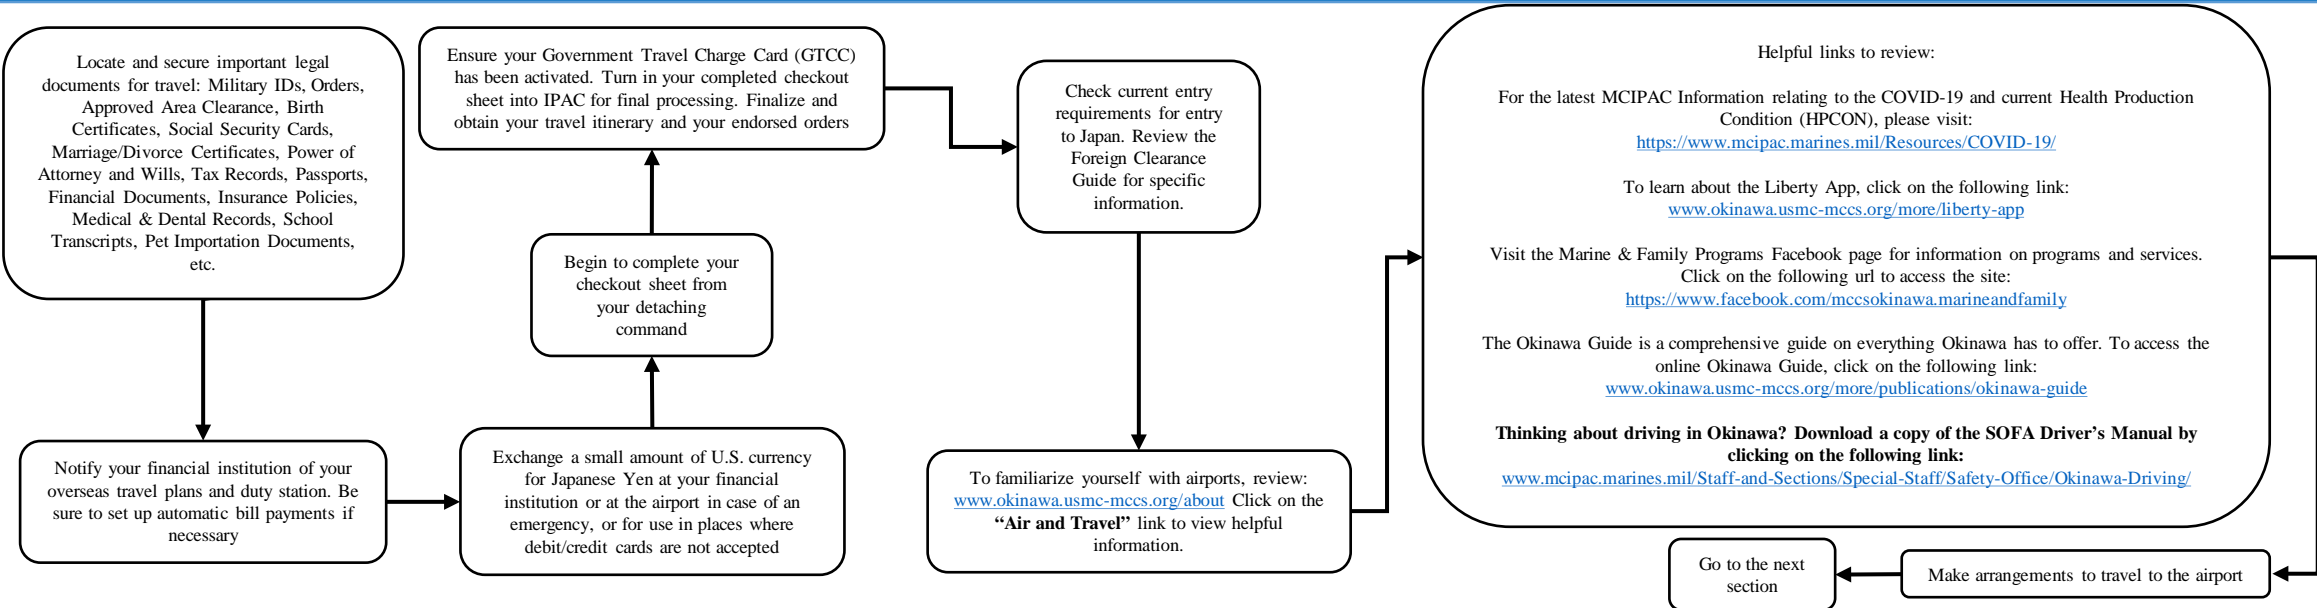 Locate and secure important legal
documents for travel: Military IDs, Orders,
Approved Area Clearance, Birth
Certificates, Social Security Cards,
Marriage/Divorce Certificates, Power of
Attorney and Wills, Tax Records, Passports,
Financial Documents, Insurance Policies,
Medical & Dental Records, School
Transcripts, Pet Importation Documents,
etc.
Notify your financial institution of your
overseas travel plans and duty station. Be
sure to set up automatic bill payments if
necessary
Exchange a small amount of U.S. currency
for Japanese Yen at your financial
institution or at the airport in case of an
emergency, or for use in places where
debit/credit cards are not accepted
Begin to complete your
checkout sheet from
your detaching
command
Ensure your Government Travel Charge Card (GTCC)
has been activated. Turn in your completed checkout
sheet into IPAC for final processing. Finalize and
obtain your travel itinerary and your endorsed orders
Check current entry
requirements for entry
to Japan. Review the
Foreign Clearance
Guide for specific
information.
To familiarize yourself with airports, review:
www.okinawa.usmc-mccs.org/about Click on the
“Air and Travel” link to view helpful
information.
Helpful links to review:
For the latest MCIPAC Information relating to the COVID-19 and current Health Production
Condition (HPCON), please visit:
https://www.mcipac.marines.mil/Resources/COVID-19/
To learn about the Liberty App, click on the following link:
www.okinawa.usmc-mccs.org/more/liberty-app
Visit the Marine & Family Programs Facebook page for information on programs and services.
Click on the following url to access the site:
https://www.facebook.com/mccsokinawa.marineandfamily
The Okinawa Guide is a comprehensive guide on everything Okinawa has to offer. To access the
online Okinawa Guide, click on the following link:
www.okinawa.usmc-mccs.org/more/publications/okinawa-guide
Thinking about driving in Okinawa? Download a copy of the SOFA Driver’s Manual by
clicking on the following link:
www.mcipac.marines.mil/Staff-and-Sections/Special-Staff/Safety-Office/Okinawa-Driving/
Make arrangements to travel to the airport
Go to the next
section